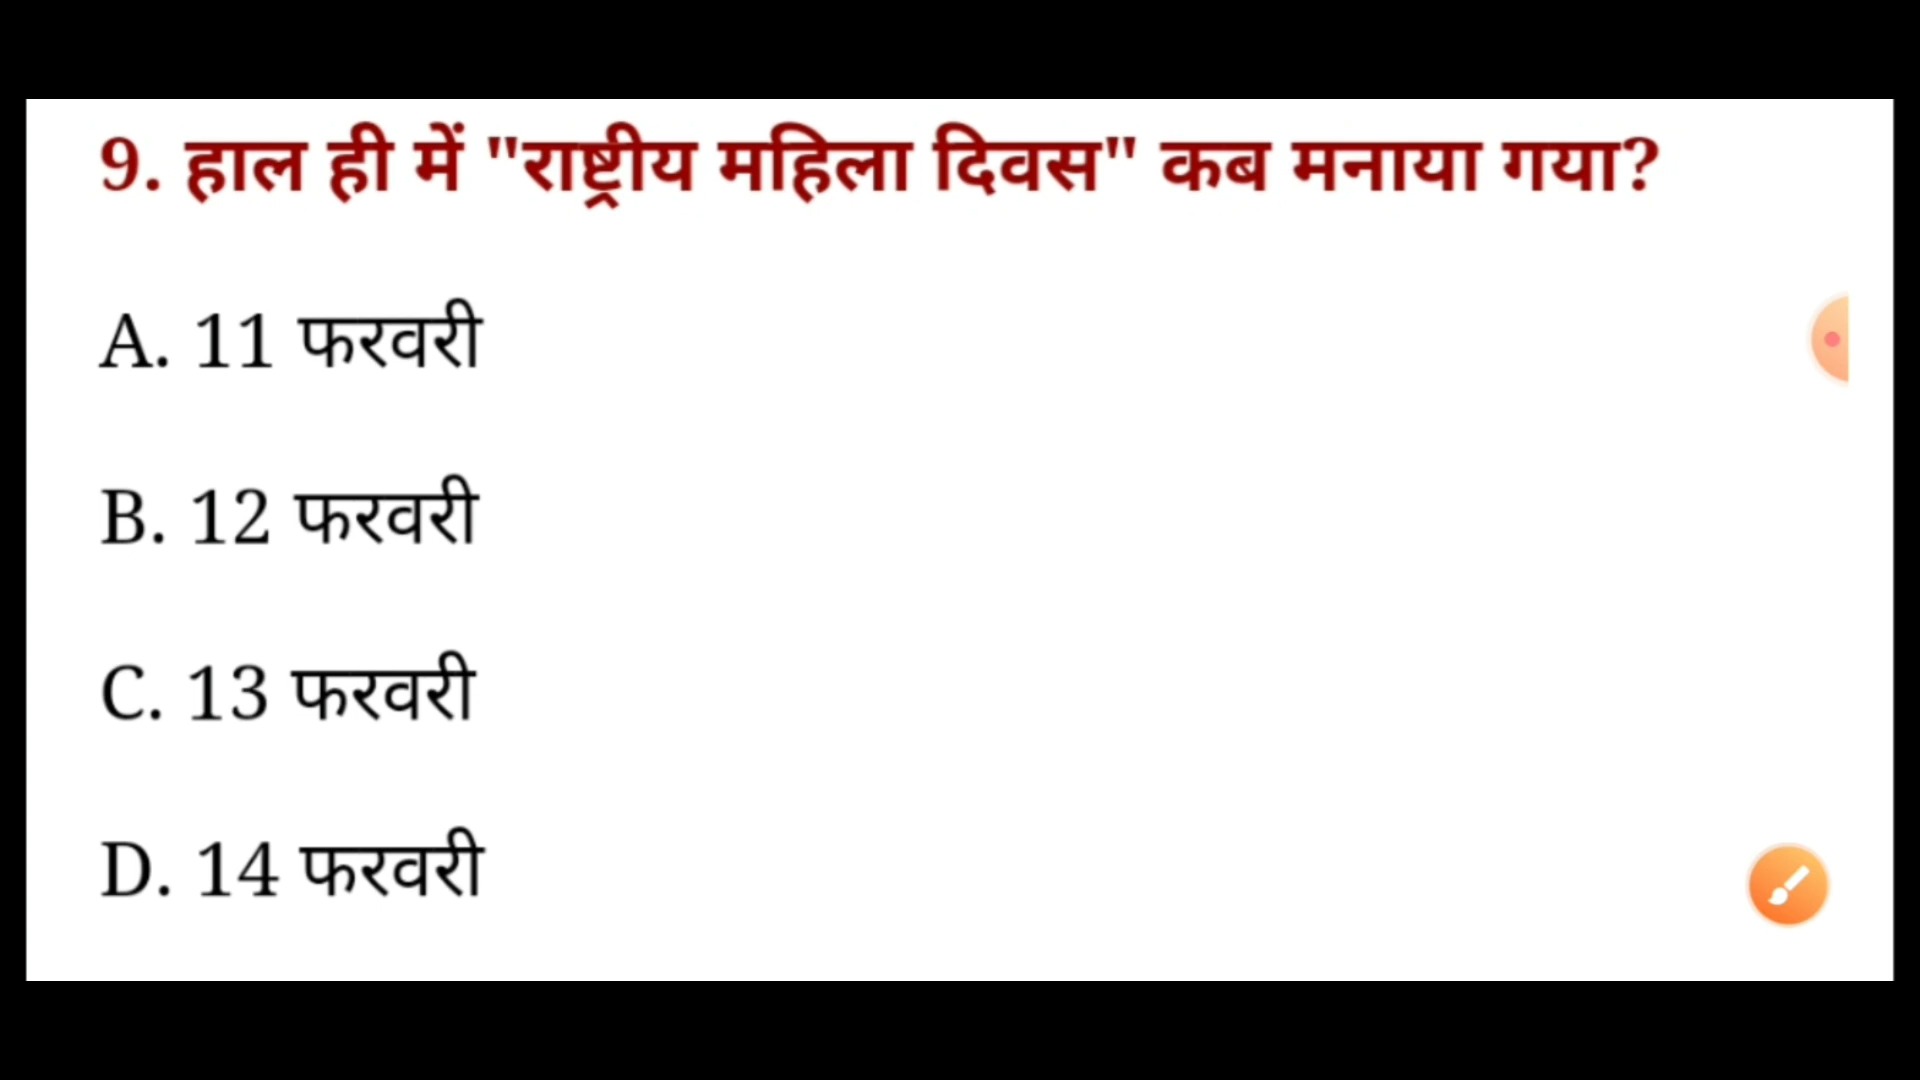 9. हाल ही में "राष्ट्रीय महिला दिवस" कब मनाया गया?
A. 11 फरवरी
B. 12 फरवरी
C. 13 फरवरी
D. 14 फरवरी